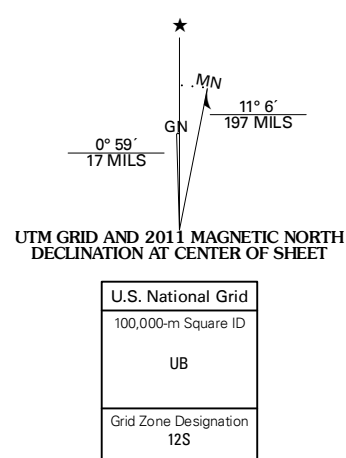 ★
MN
GN
11° 6´
197 MILS
0° 59´
17 MILS
UTM GRID AND 2011 MAGNETIC NORTH
DECLINATION AT CENTER OF SHEET
U.S. National Grid
100,000-m Square ID
UB
Grid Zone Designation
12S